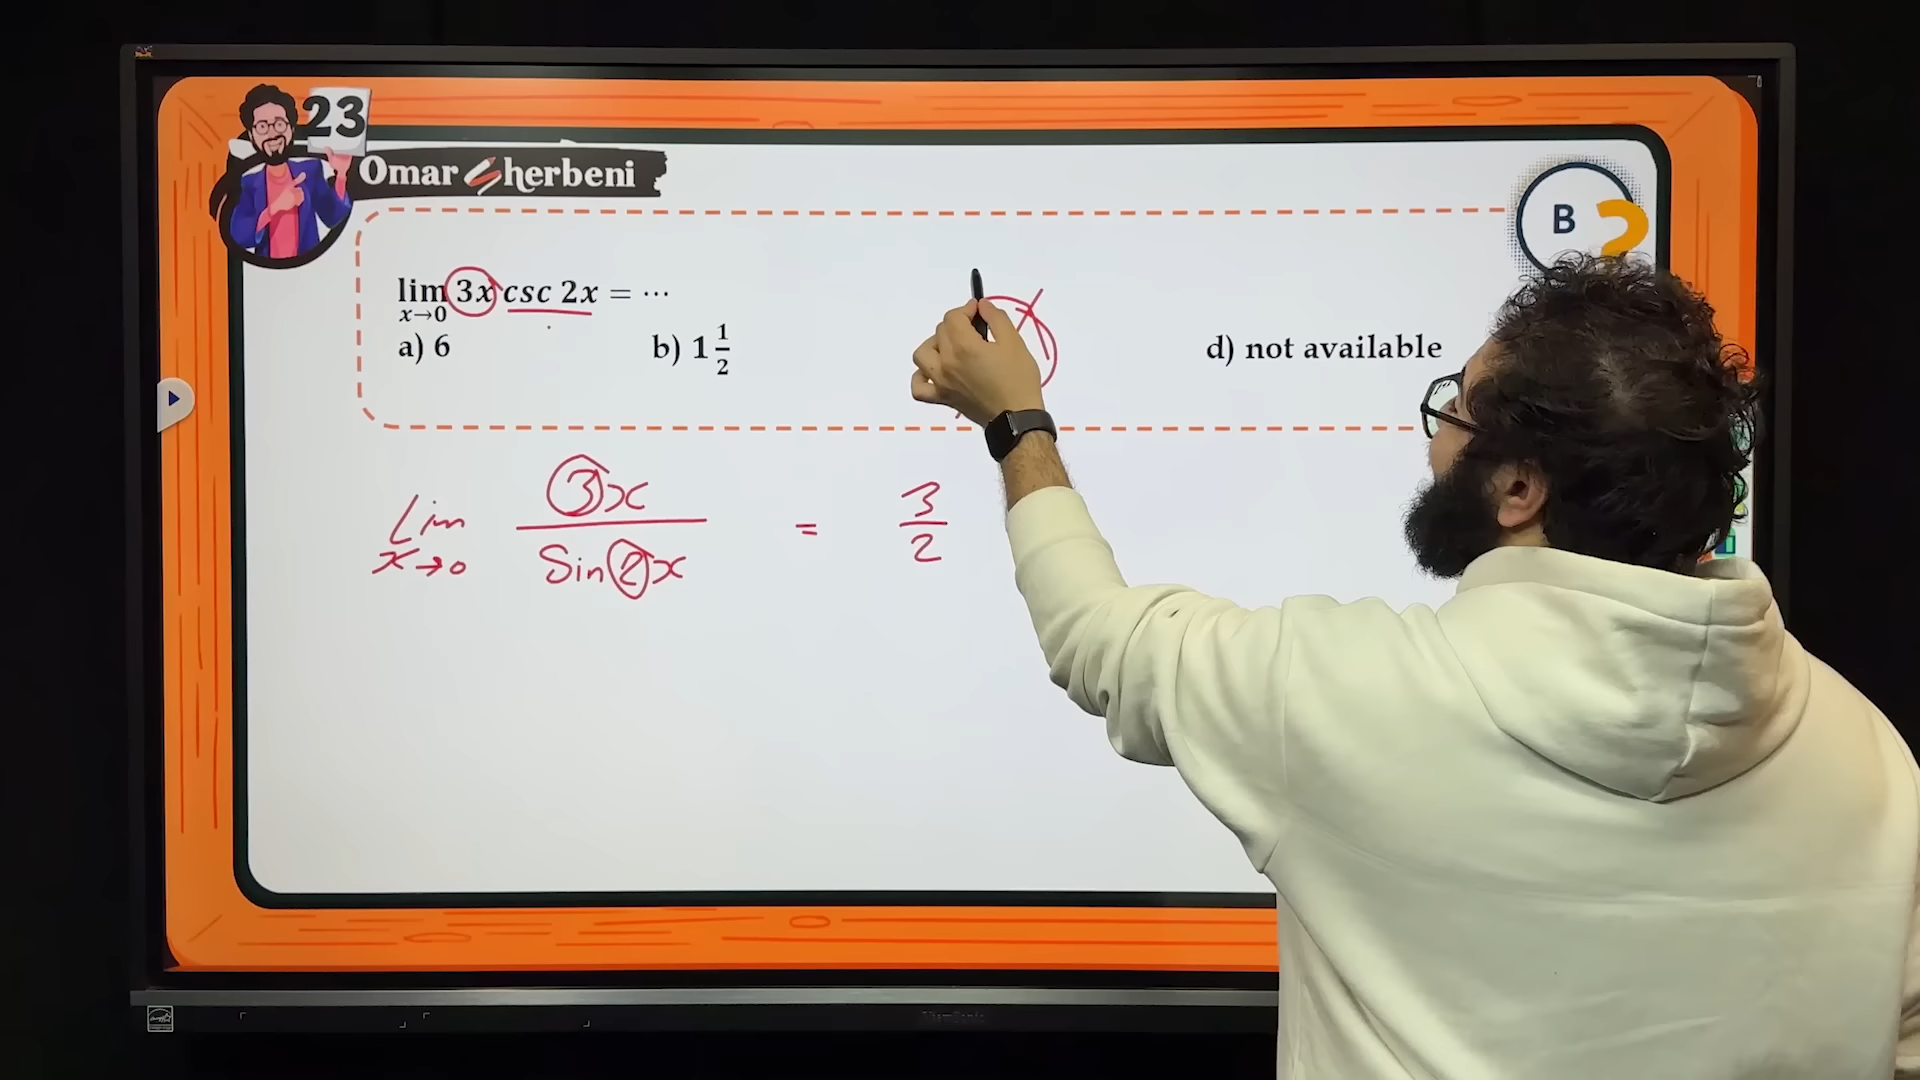 23
Omar Sherbeni
B
lim 3x csc 2x = ⋯
x→0
a) 6 b) 1 1/2 d) not available
Lim 3x / Sin 2x = 3/2
x→0